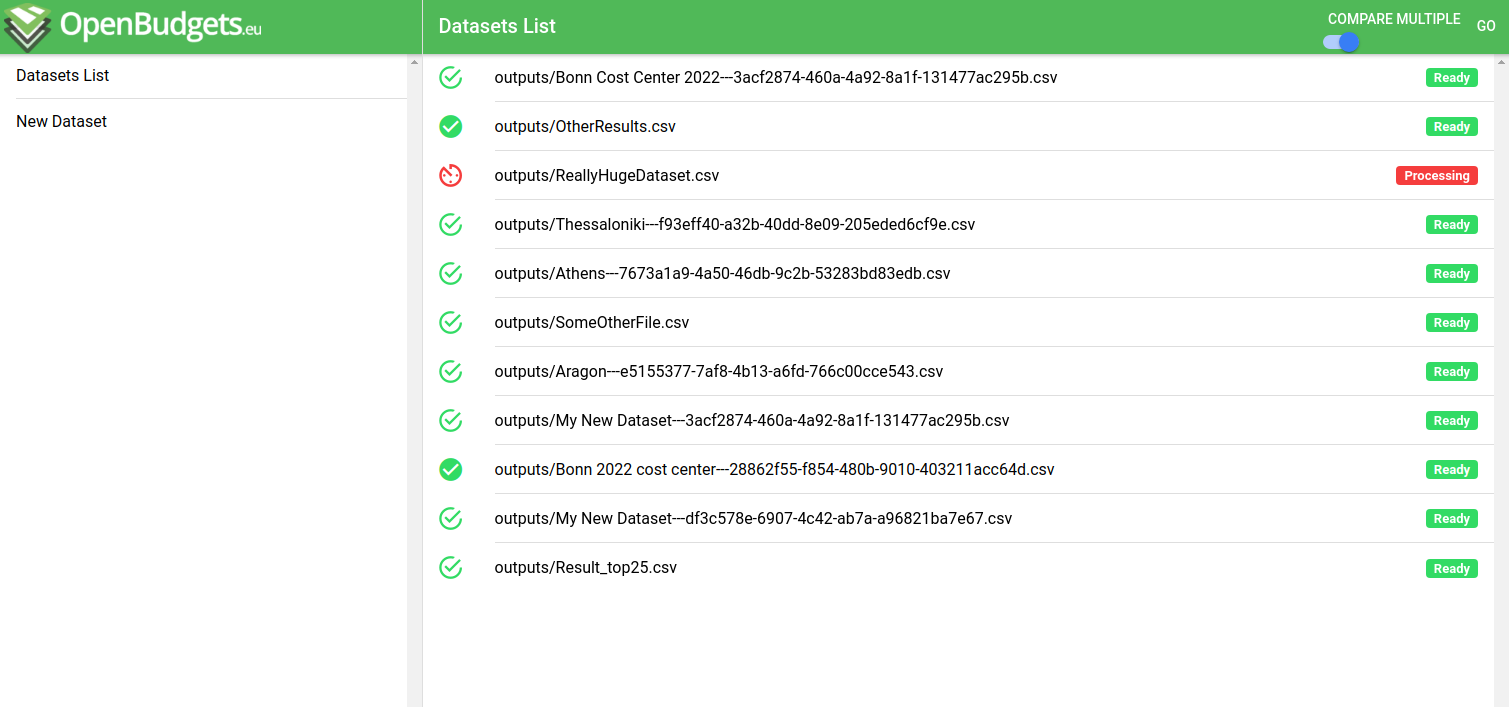 OpenBudgets.eu
Datasets List
COMPARE MULTIPLE
GO
Datasets List
New Dataset
outputs/Bonn Cost Center 2022---3acf2874-460a-4a92-8a1f-131477ac295b.csv Ready
outputs/OtherResults.csv Ready
outputs/ReallyHugeDataset.csv Processing
outputs/Thessaloniki---f93eff40-a32b-40dd-8e09-205eded6cf9e.csv Ready
outputs/Athens---7673a1a9-4a50-46db-9c2b-53283bd83edb.csv Ready
outputs/SomeOtherFile.csv Ready
outputs/Aragon---e5155377-7af8-4b13-a6fd-766c00cce543.csv Ready
outputs/My New Dataset---3acf2874-460a-4a92-8a1f-131477ac295b.csv Ready
outputs/Bonn 2022 cost center---28862f55-f854-480b-9010-403211acc64d.csv Ready
outputs/My New Dataset---df3c578e-6907-4c42-ab7a-a96821ba7e67.csv Ready
outputs/Result_top25.csv Ready